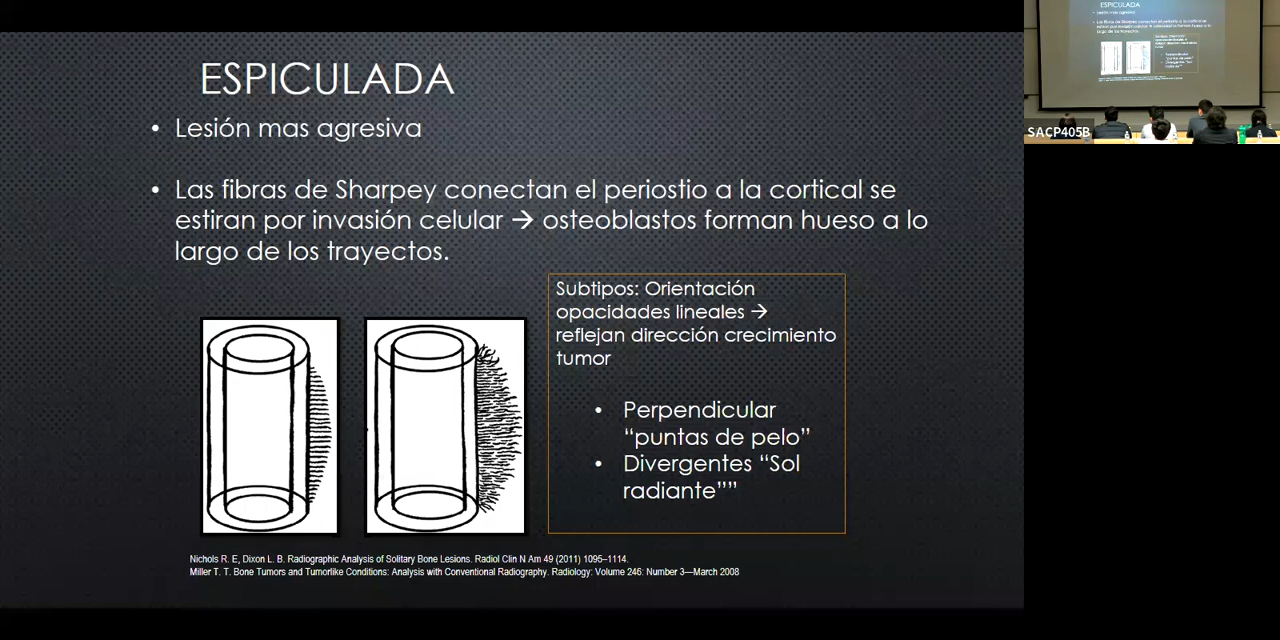 ESPICULADA
• Lesión mas agresiva
• Las fibras de Sharpey conectan el periostio a la cortical se
estiran por invasión celular → osteoblastos forman hueso a lo
largo de los trayectos.
Subtipos: Orientación
opacidades lineales →
reflejan dirección crecimiento
tumor
• Perpendicular
“puntas de pelo”
• Divergentes “Sol
radiante””
Nichols R. E, Dixon L. B. Radiographic Analysis of Solitary Bone Lesions. Radiol Clin N Am 49 (2011) 1095–1114.
Miller T. T. Bone Tumors and Tumorlike Conditions: Analysis with Conventional Radiography. Radiology: Volume 246: Number 3—March 2008
ESPICULADA
SACP405B